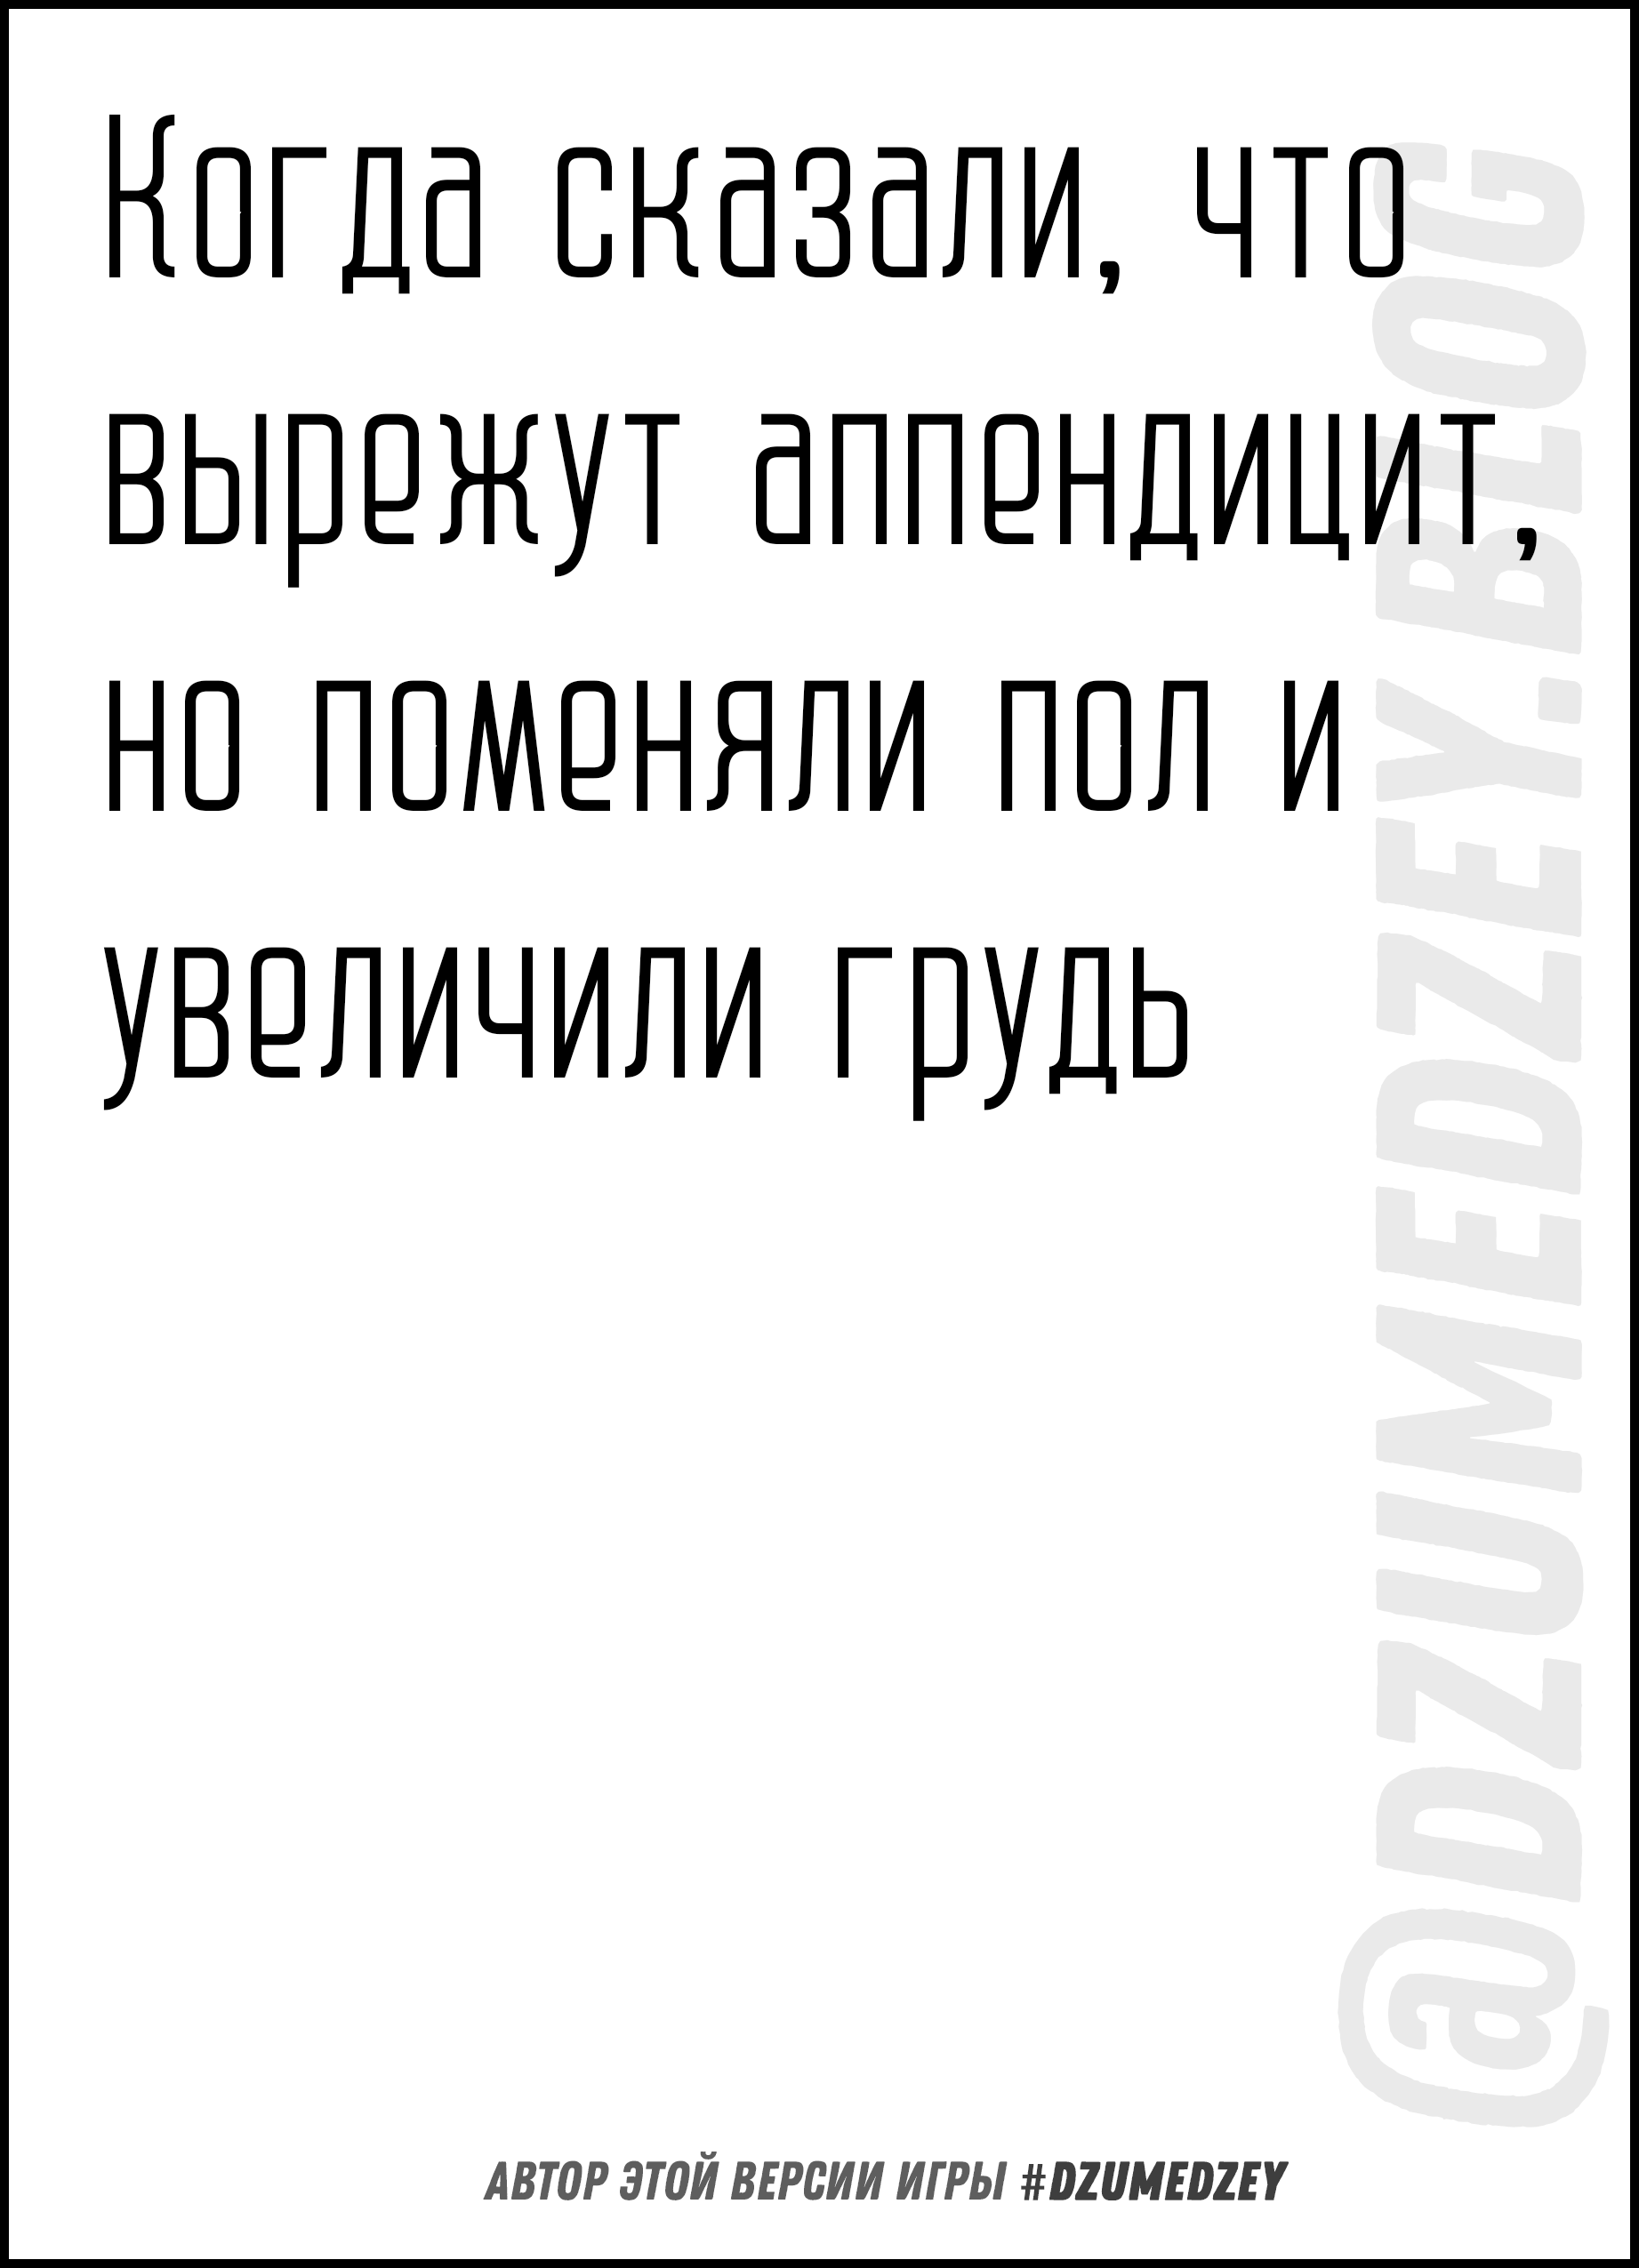 Когда сказали, что
вырежут аппендицит,
но поменяли пол и
увеличили грудь
@DZUMEDZEY.BLOG
АВТОР ЭТОЙ ВЕРСИИ ИГРЫ #DZUMEDZEY